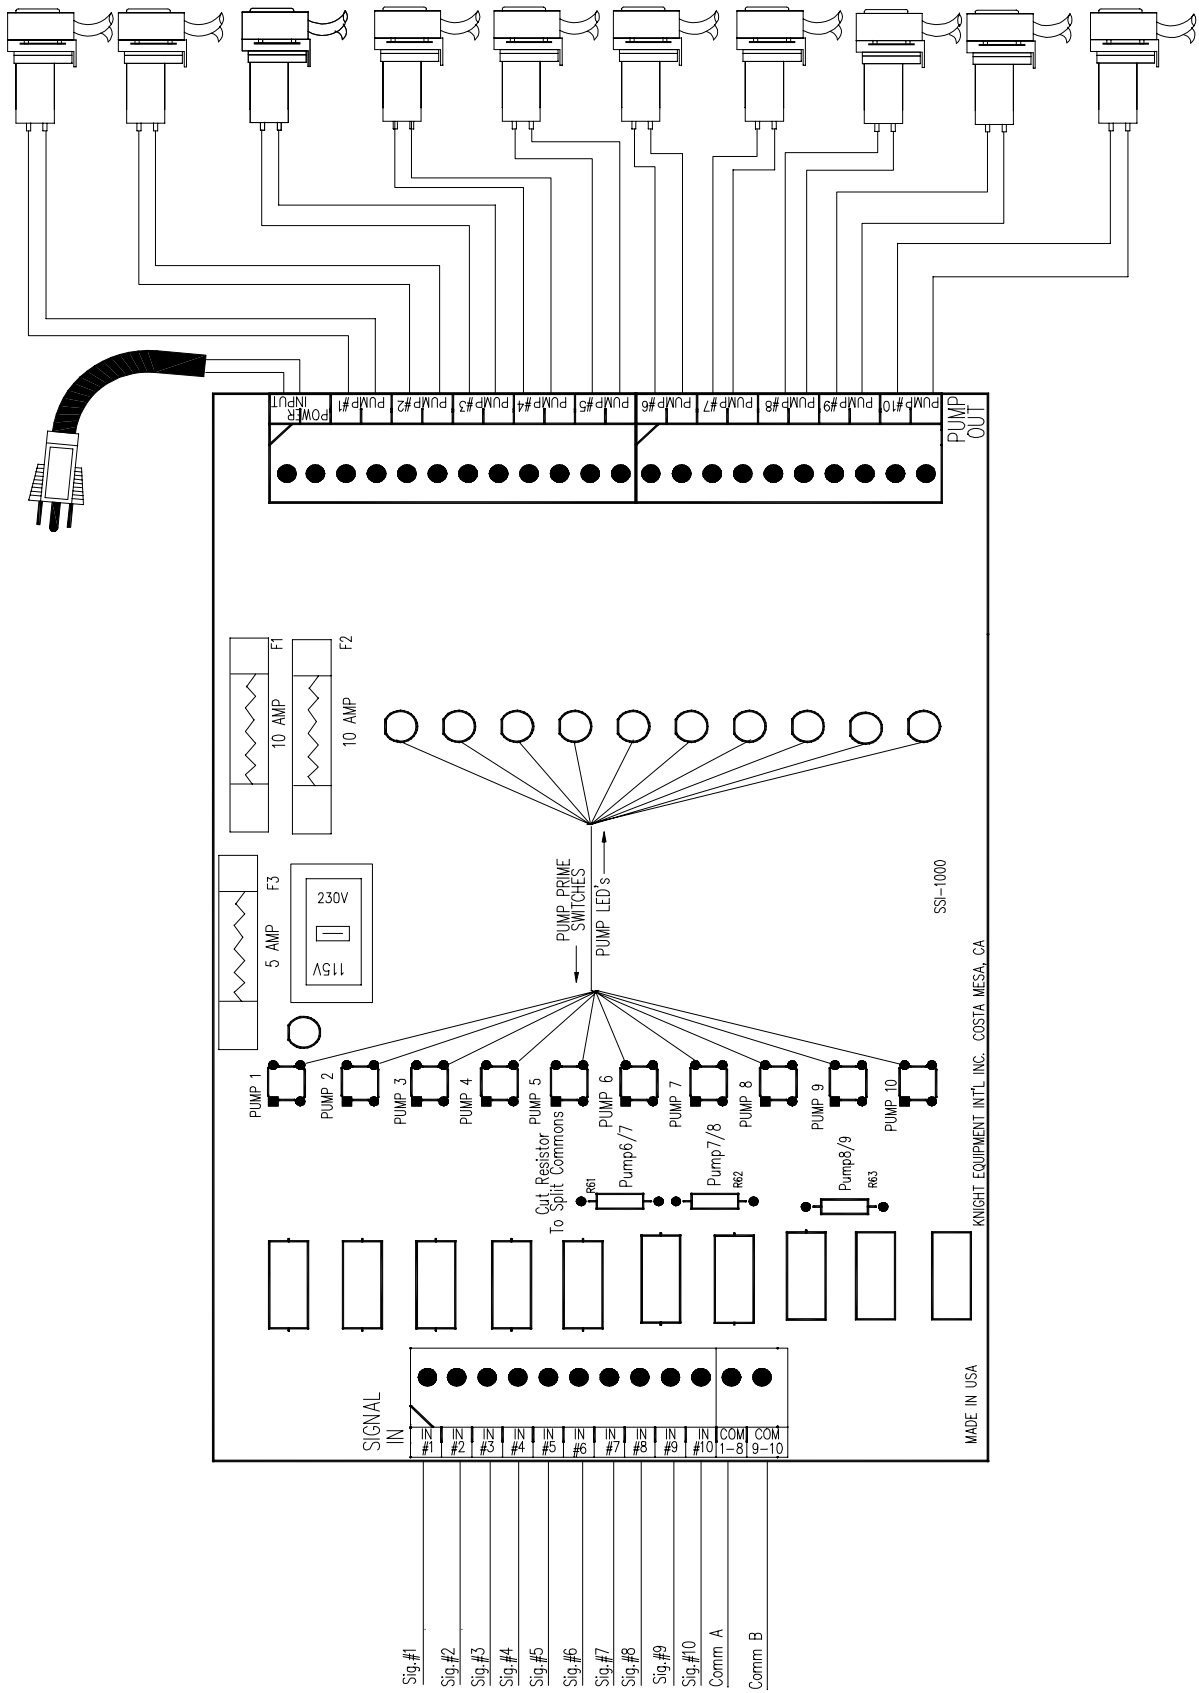 POWER
INPUT
PUMP#1
PUMP#2
PUMP#3
PUMP#4
PUMP#5
PUMP#6
PUMP#7
PUMP#8
PUMP#9
PUMP#10
PUMP
OUT
F1
10 AMP
F2
10 AMP
F3
5 AMP
230V
115V
PUMP PRIME
SWITCHES
PUMP LED's
SSI-1000
PUMP 1
PUMP 2
PUMP 3
PUMP 4
PUMP 5
PUMP 6
PUMP 7
PUMP 8
PUMP 9
PUMP 10
Cut Resistor
To Split Commons
R61
Pump6/7
Pump7/8
R62
Pump8/9
R63
KNIGHT EQUIPMENT INT'L INC. COSTA MESA, CA
MADE IN USA
SIGNAL
IN
IN
#1
IN
#2
IN
#3
IN
#4
IN
#5
IN
#6
IN
#7
IN
#8
IN
#9
IN
#10
COM
1-8
COM
9-10
Sig.#1
Sig.#2
Sig.#3
Sig.#4
Sig.#5
Sig.#6
Sig.#7
Sig.#8
Sig.#9
Sig.#10
Comm A
Comm B